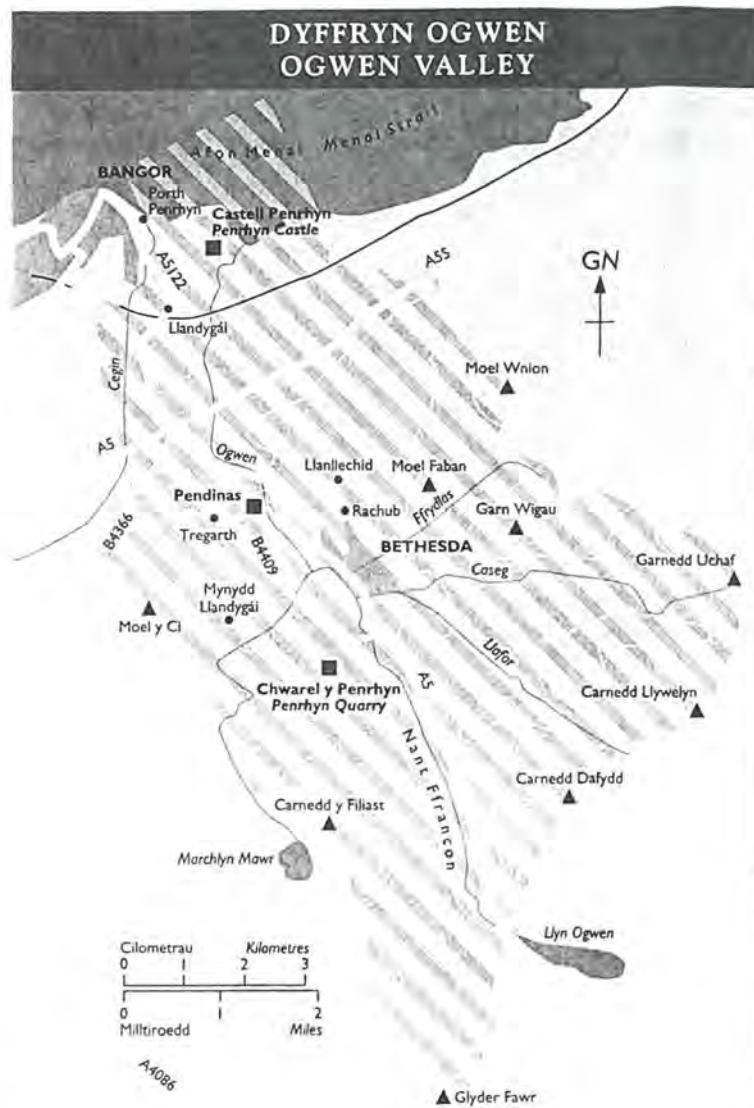 DYFFRYN OGWEN
OGWEN VALLEY
Afon Menai Menai Strait
BANGOR
Porth
Penrhyn
Castell Penrhyn
Penrhyn Castle
A5122
A55
GN
Llandygái
Cegin
Moel Wnion
A5
Ogwen
Llanllechid
Moel Faban
Ffrydlas
Pendinas
Rachub
Garn Wigau
Tregarth
B4366
B4409
BETHESDA
Caseg
Garnedd Uchaf
Mynydd
Llandygái
Moel y Ci
Llafar
Chwarel y Penrhyn
Penrhyn Quarry
A5
Carnedd Llywelyn
Nant Ffrancon
Carnedd Dafydd
Carnedd y Filiast
Marchlyn Mawr
Llyn Ogwen
Cilometrau Kilometres
0 1 2 3
0 1 2
Milltiroedd Miles
A4086
Glyder Fawr